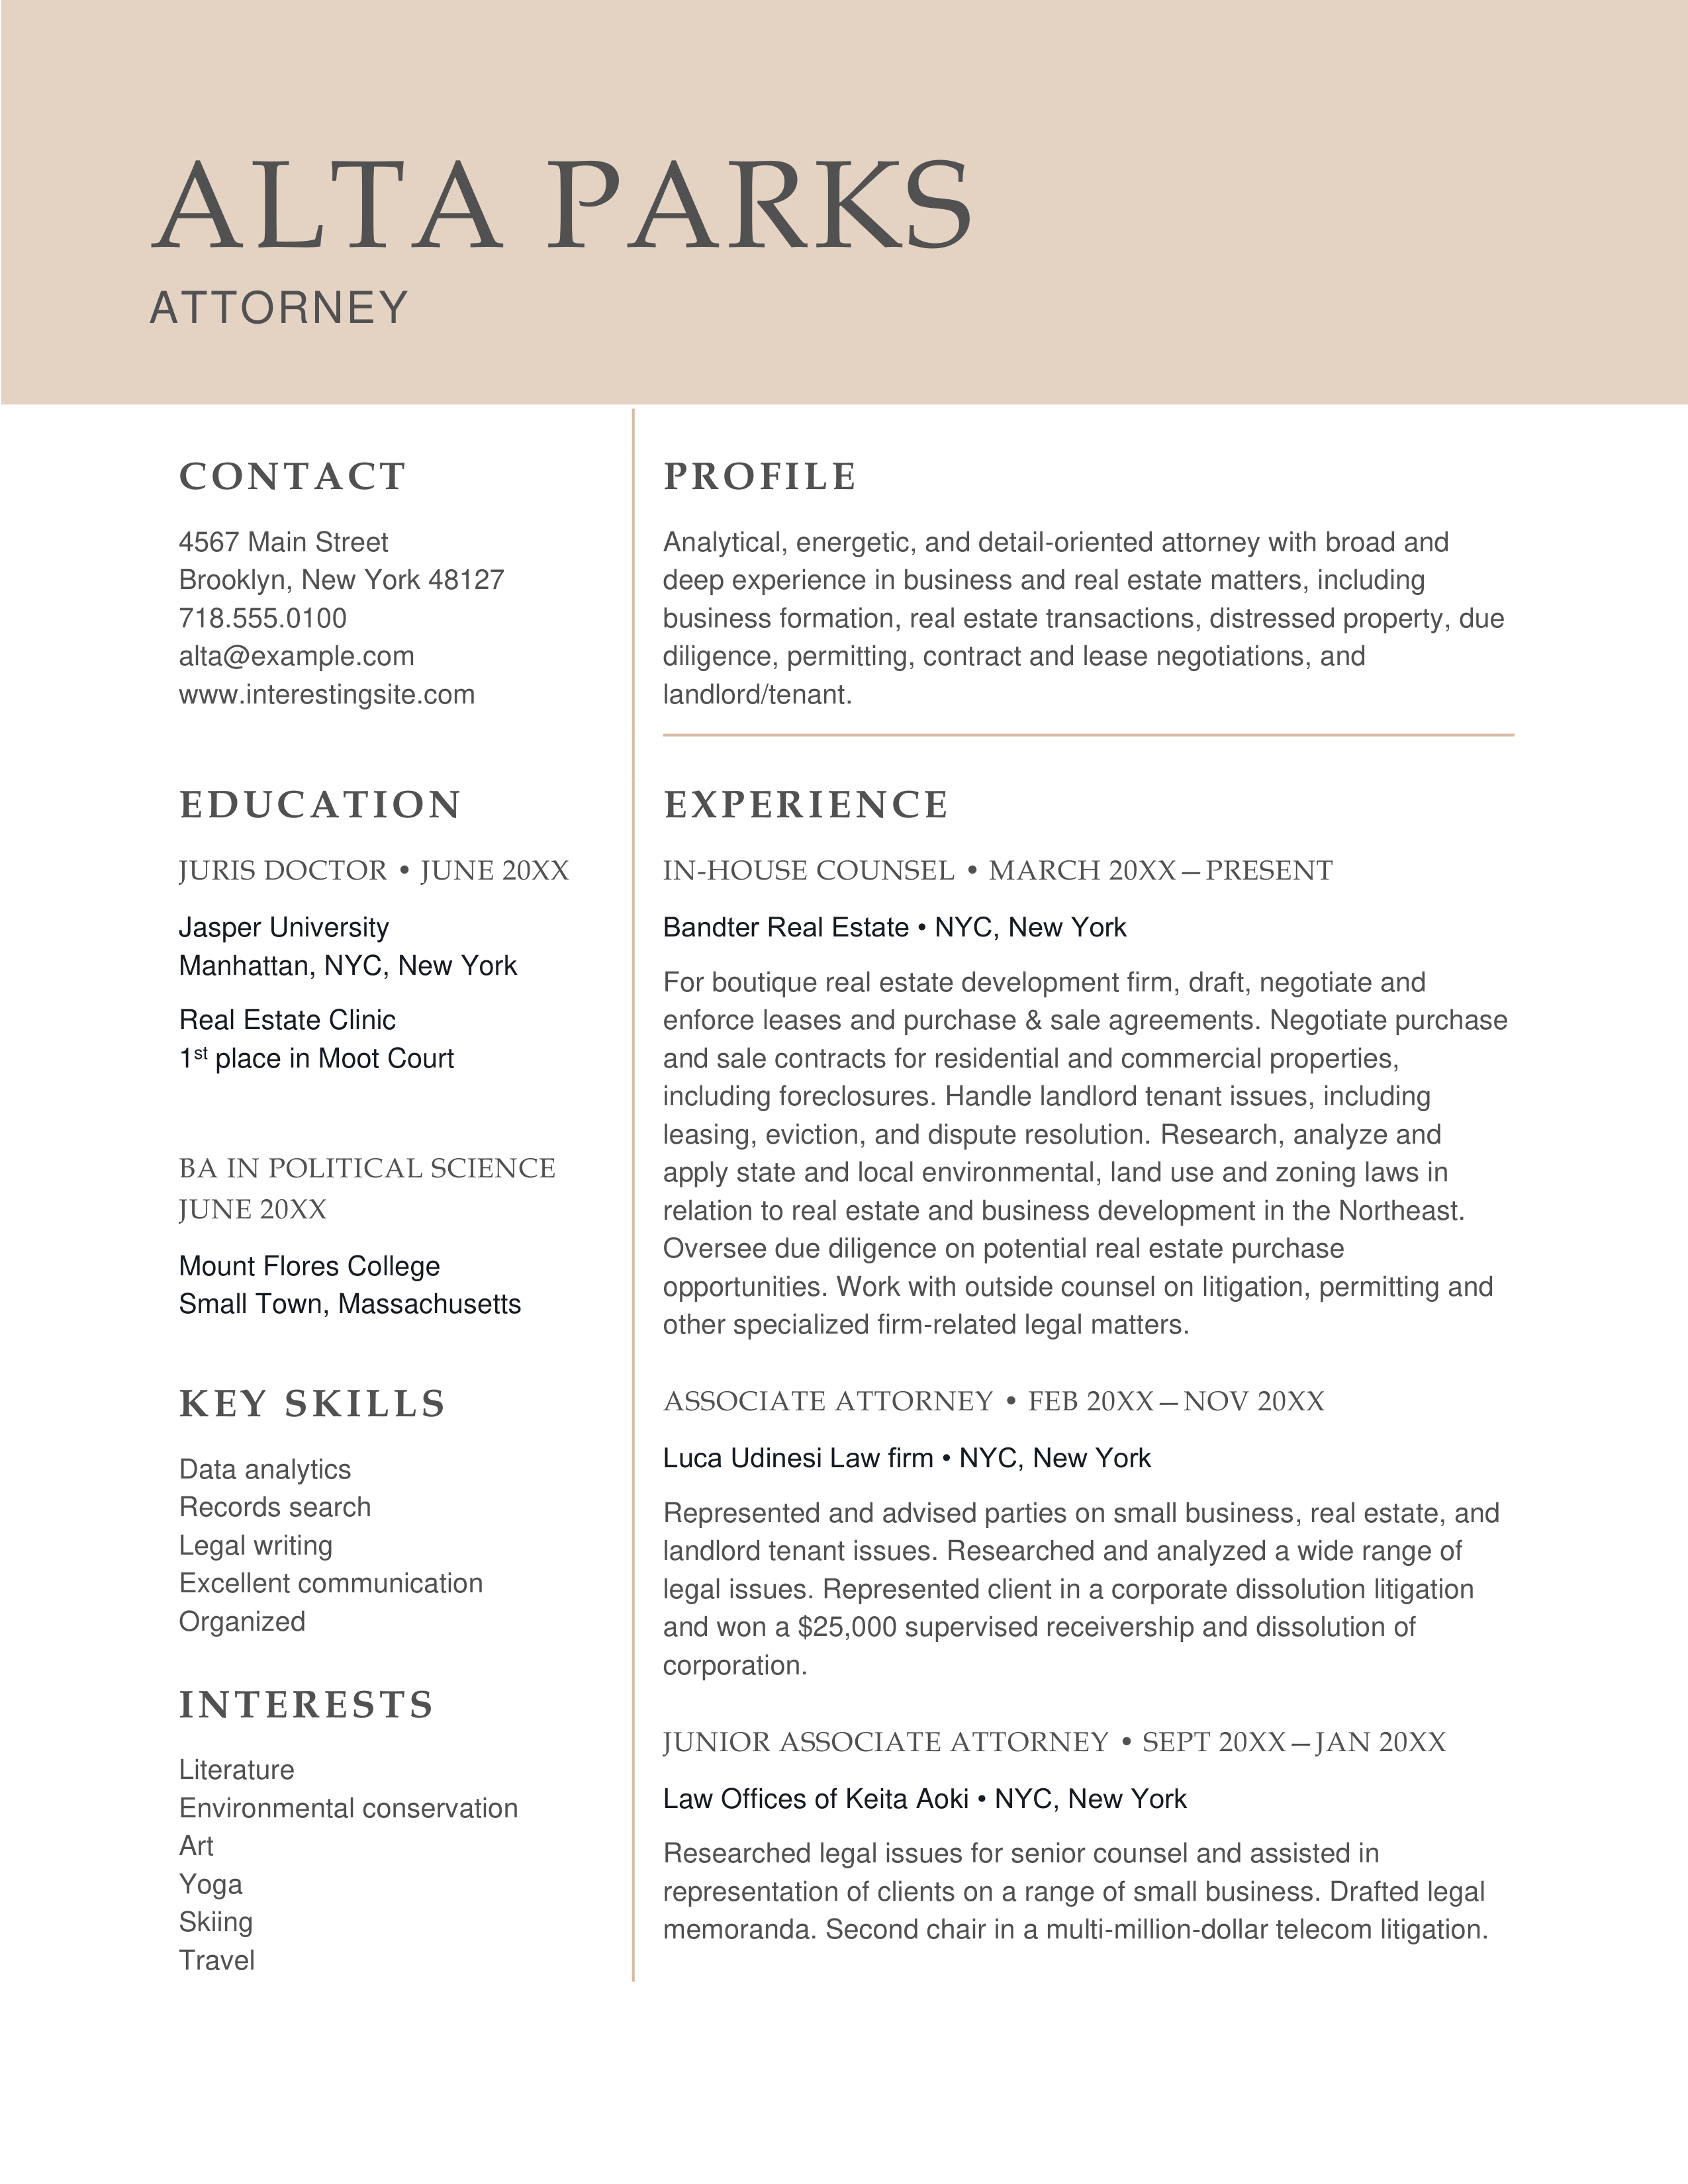 ALTA PARKS
ATTORNEY
CONTACT
4567 Main Street
Brooklyn, New York 48127
718.555.0100
alta@example.com
www.interestingsite.com
EDUCATION
JURIS DOCTOR • JUNE 20XX
Jasper University
Manhattan, NYC, New York
Real Estate Clinic
1st place in Moot Court
BA IN POLITICAL SCIENCE
JUNE 20XX
Mount Flores College
Small Town, Massachusetts
KEY SKILLS
Data analytics
Records search
Legal writing
Excellent communication
Organized
INTERESTS
Literature
Environmental conservation
Art
Yoga
Skiing
Travel
PROFILE
Analytical, energetic, and detail-oriented attorney with broad and
deep experience in business and real estate matters, including
business formation, real estate transactions, distressed property, due
diligence, permitting, contract and lease negotiations, and
landlord/tenant.
EXPERIENCE
IN-HOUSE COUNSEL • MARCH 20XX—PRESENT
Bandter Real Estate • NYC, New York
For boutique real estate development firm, draft, negotiate and
enforce leases and purchase & sale agreements. Negotiate purchase
and sale contracts for residential and commercial properties,
including foreclosures. Handle landlord tenant issues, including
leasing, eviction, and dispute resolution. Research, analyze and
apply state and local environmental, land use and zoning laws in
relation to real estate and business development in the Northeast.
Oversee due diligence on potential real estate purchase
opportunities. Work with outside counsel on litigation, permitting and
other specialized firm-related legal matters.
ASSOCIATE ATTORNEY • FEB 20XX—NOV 20XX
Luca Udinesi Law firm • NYC, New York
Represented and advised parties on small business, real estate, and
landlord tenant issues. Researched and analyzed a wide range of
legal issues. Represented client in a corporate dissolution litigation
and won a $25,000 supervised receivership and dissolution of
corporation.
JUNIOR ASSOCIATE ATTORNEY • SEPT 20XX—JAN 20XX
Law Offices of Keita Aoki • NYC, New York
Researched legal issues for senior counsel and assisted in
representation of clients on a range of small business. Drafted legal
memoranda. Second chair in a multi-million-dollar telecom litigation.